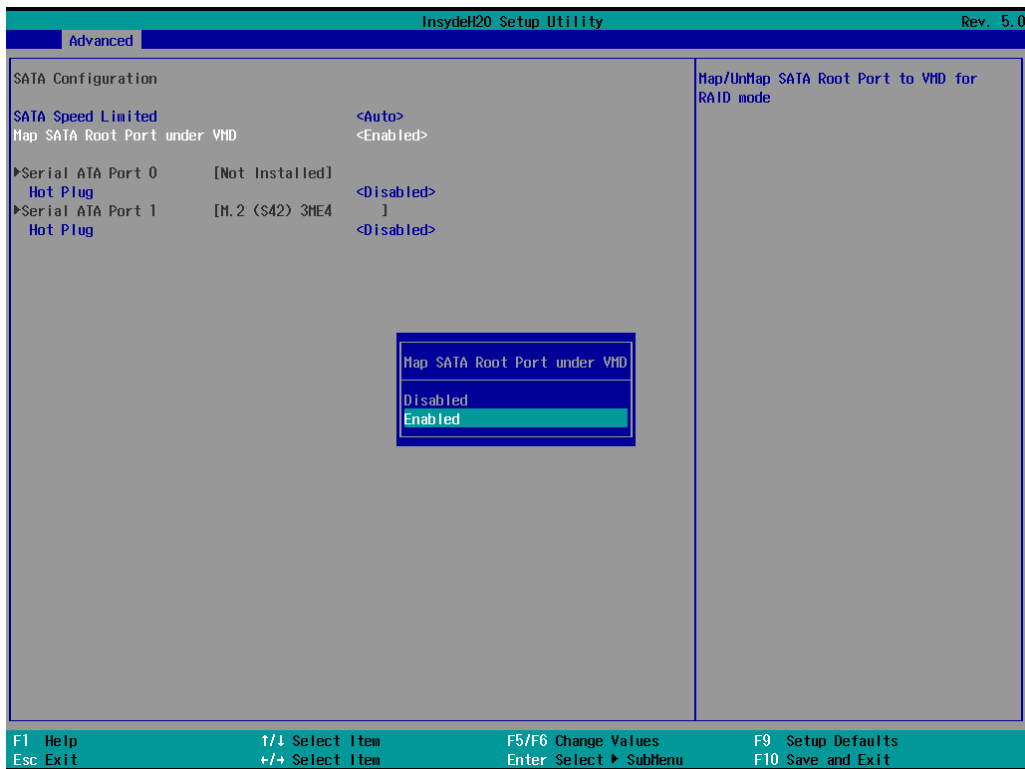 InsydeH20 Setup Utility Rev. 5.0
Advanced
SATA Configuration
SATA Speed Limited <Auto>
Map SATA Root Port under VMD <Enabled>
▶Serial ATA Port 0 [Not Installed]
Hot Plug <Disabled>
▶Serial ATA Port 1 [M.2 (S42) 3ME4 ]
Hot Plug <Disabled>
Map/UnMap SATA Root Port to VMD for
RAID mode
Map SATA Root Port under VMD
Disabled
Enabled
F1 Help ↑/↓ Select Item F5/F6 Change Values F9 Setup Defaults
Esc Exit ←/→ Select Item Enter Select ▶ SubMenu F10 Save and Exit